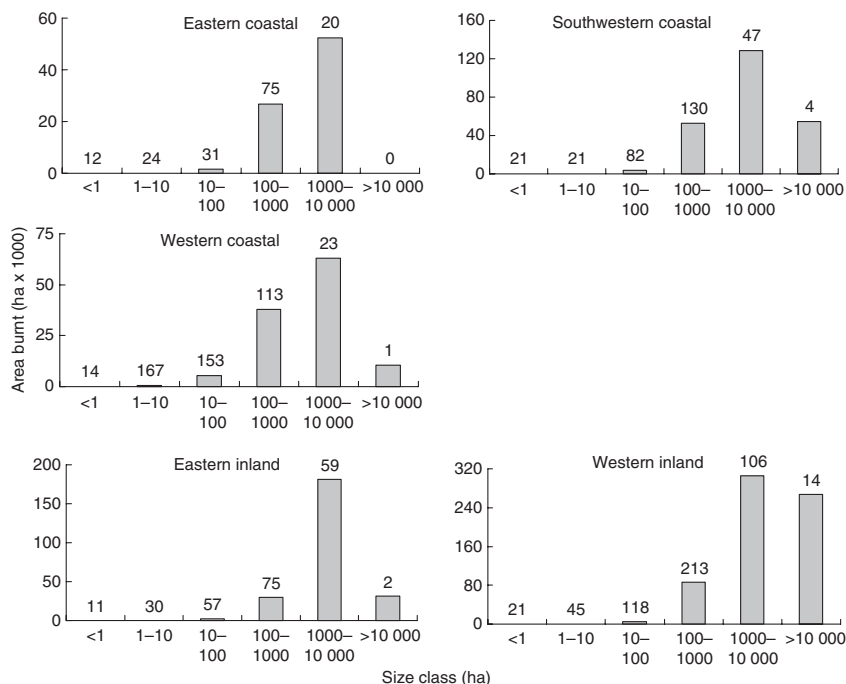 Eastern coastal
60
40
20
0
12 24 31 75 20 0
<1 1–10 10– 100– 1000– >10 000
100 1000 10 000
Southwestern coastal
160
120
80
40
0
21 21 82 130 47 4
<1 1–10 10– 100– 1000– >10 000
100 1000 10 000
Area burnt (ha x 1000)
Western coastal
75
50
25
0
14 167 153 113 23 1
<1 1–10 10– 100– 1000– >10 000
100 1000 10 000
Eastern inland
200
150
100
50
0
11 30 57 75 59 2
<1 1–10 10– 100– 1000– >10 000
100 1000 10 000
Western inland
320
240
160
80
0
21 45 118 213 106 14
<1 1–10 10– 100– 1000– >10 000
100 1000 10 000
Size class (ha)